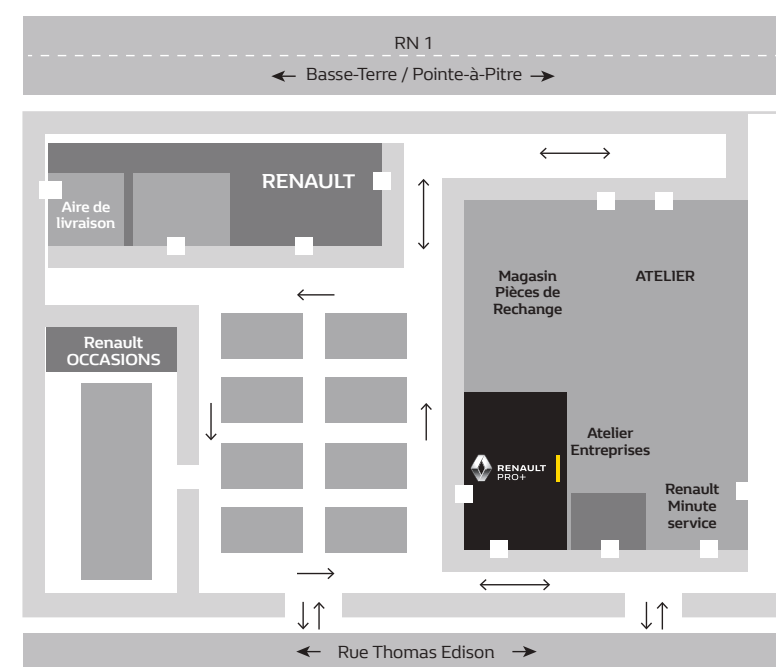 RN 1
Basse-Terre / Pointe-à-Pitre
RENAULT
Aire de
livraison
Magasin
Pièces de
Rechange
ATELIER
Renault
OCCASIONS
Atelier
Entreprises
RENAULT
PRO+
Renault
Minute
service
Rue Thomas Edison